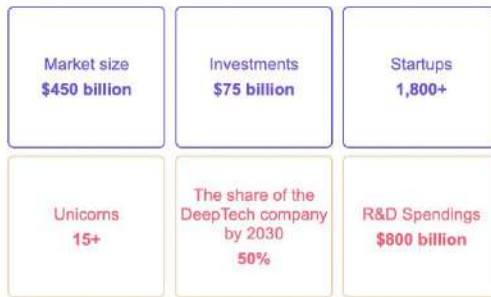 Market size
$450 billion
Investments
$75 billion
Startups
1,800+
Unicorns
15+
The share of the
DeepTech company
by 2030
50%
R&D Spendings
$800 billion